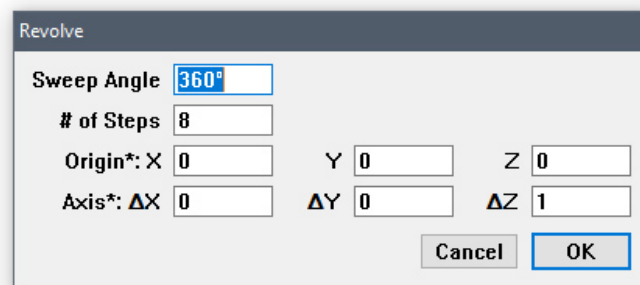 Revolve
Sweep Angle 360°
# of Steps 8
Origin*: X 0 Y 0 Z 0
Axis*: ΔX 0 ΔY 0 ΔZ 1
Cancel OK